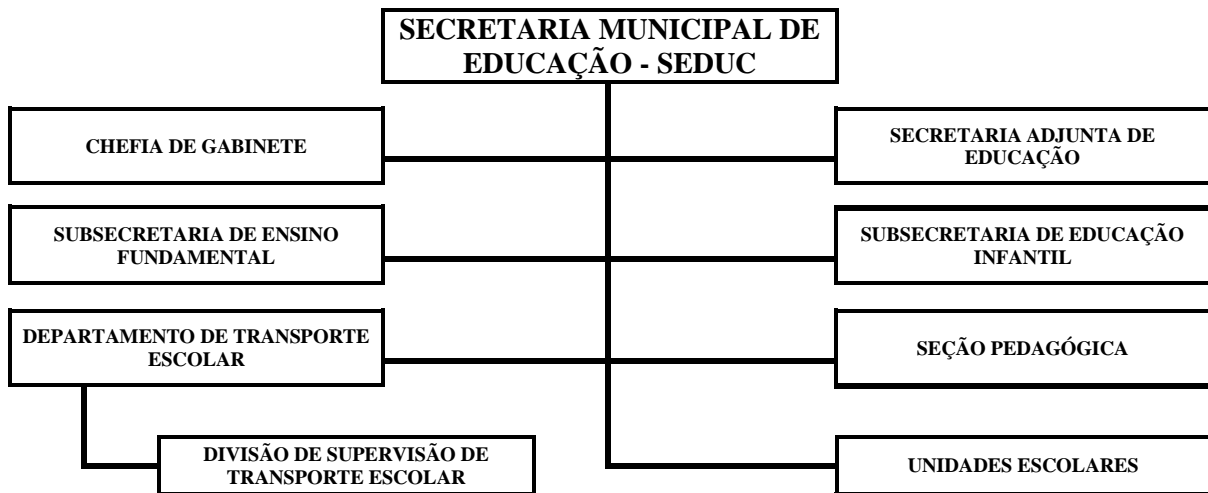 SECRETARIA MUNICIPAL DE
EDUCAÇÃO - SEDUC
CHEFIA DE GABINETE
SECRETARIA ADJUNTA DE
EDUCAÇÃO
SUBSECRETARIA DE ENSINO
FUNDAMENTAL
SUBSECRETARIA DE EDUCAÇÃO
INFANTIL
DEPARTAMENTO DE TRANSPORTE
ESCOLAR
SEÇÃO PEDAGÓGICA
DIVISÃO DE SUPERVISÃO DE
TRANSPORTE ESCOLAR
UNIDADES ESCOLARES